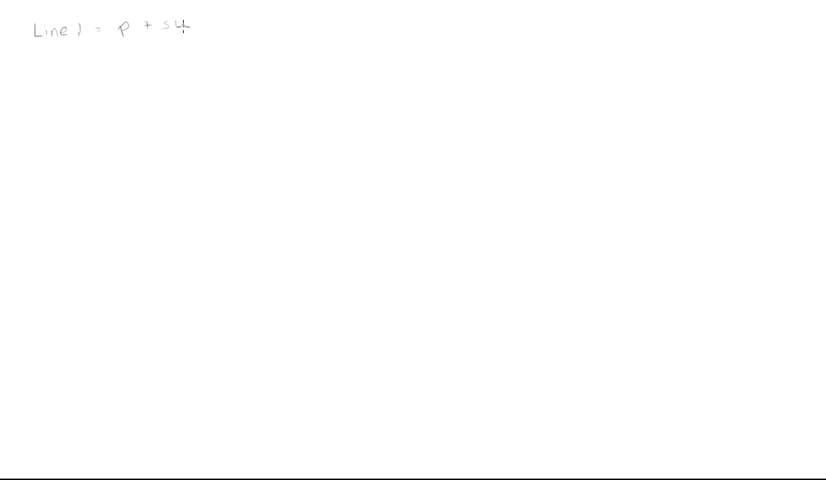 Line 1 = p + su